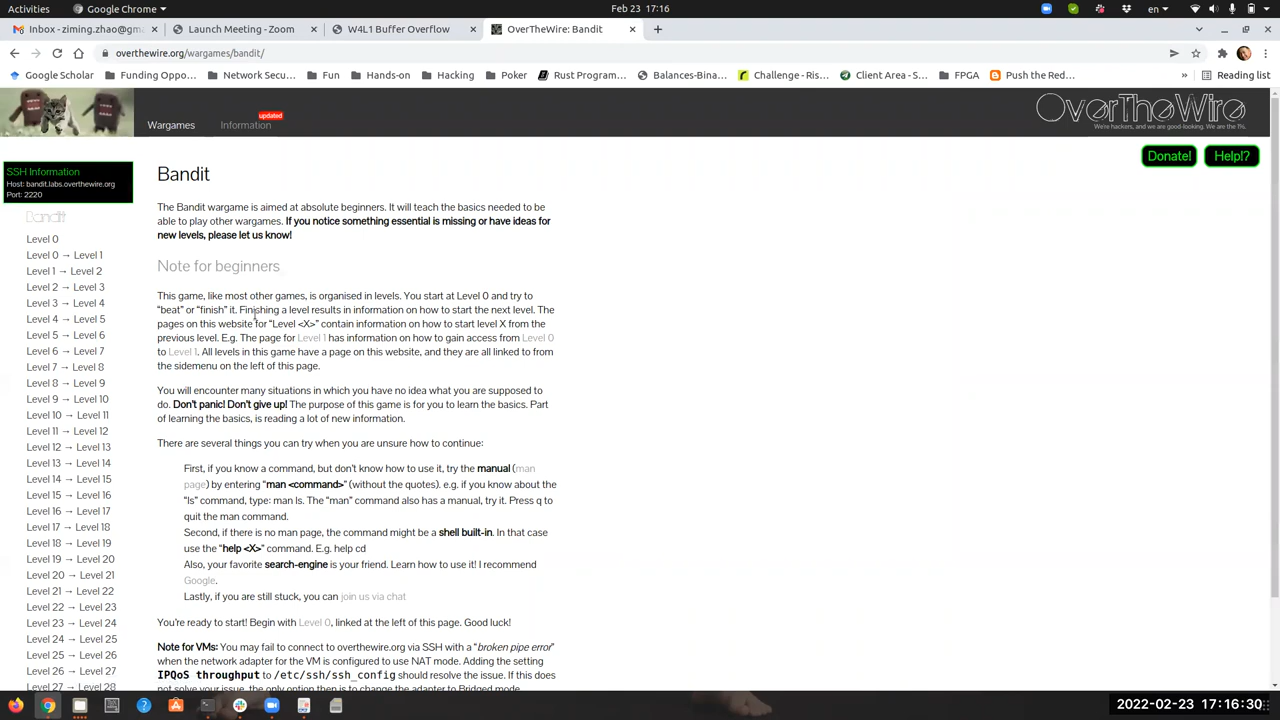 Activities Google Chrome Feb 23 17:16 en
Inbox - ziming.zhao@gm
Launch Meeting - Zoom
W4L1 Buffer Overflow
OverTheWire: Bandit
overthewire.org/wargames/bandit/
Google Scholar Funding Oppo... Network Secu... Fun Hands-on Hacking Poker Rust Program... Balances-Bina... Challenge - Ris... Client Area - S... FPGA Push the Red... » Reading list
Wargames
Information
updated
OverTheWire
We're hackers, and we are good-looking. We are the 1%.
Donate!
Help!?
SSH Information
Host: bandit.labs.overthewire.org
Port: 2220
Bandit
Level 0
Level 0 → Level 1
Level 1 → Level 2
Level 2 → Level 3
Level 3 → Level 4
Level 4 → Level 5
Level 5 → Level 6
Level 6 → Level 7
Level 7 → Level 8
Level 8 → Level 9
Level 9 → Level 10
Level 10 → Level 11
Level 11 → Level 12
Level 12 → Level 13
Level 13 → Level 14
Level 14 → Level 15
Level 15 → Level 16
Level 16 → Level 17
Level 17 → Level 18
Level 18 → Level 19
Level 19 → Level 20
Level 20 → Level 21
Level 21 → Level 22
Level 22 → Level 23
Level 23 → Level 24
Level 24 → Level 25
Level 25 → Level 26
Level 26 → Level 27
Level 27 → Level 28
Bandit
The Bandit wargame is aimed at absolute beginners. It will teach the basics needed to be
able to play other wargames. If you notice something essential is missing or have ideas for
new levels, please let us know!
Note for beginners
This game, like most other games, is organised in levels. You start at Level 0 and try to
“beat” or “finish” it. Finishing a level results in information on how to start the next level. The
pages on this website for “Level <X>” contain information on how to start level X from the
previous level. E.g. The page for Level 1 has information on how to gain access from Level 0
to Level 1. All levels in this game have a page on this website, and they are all linked to from
the sidemenu on the left of this page.
You will encounter many situations in which you have no idea what you are supposed to
do. Don’t panic! Don’t give up! The purpose of this game is for you to learn the basics. Part
of learning the basics, is reading a lot of new information.
There are several things you can try when you are unsure how to continue:
First, if you know a command, but don’t know how to use it, try the manual (man
page) by entering “man <command>” (without the quotes). e.g. if you know about the
“ls” command, type: man ls. The “man” command also has a manual, try it. Press q to
quit the man command.
Second, if there is no man page, the command might be a shell built-in. In that case
use the “help <X>” command. E.g. help cd
Also, your favorite search-engine is your friend. Learn how to use it! I recommend
Google.
Lastly, if you are still stuck, you can join us via chat
You’re ready to start! Begin with Level 0, linked at the left of this page. Good luck!
Note for VMs: You may fail to connect to overthewire.org via SSH with a “broken pipe error”
when the network adapter for the VM is configured to use NAT mode. Adding the setting
IPQoS throughput to /etc/ssh/ssh_config should resolve the issue. If this does
not solve your issue, the only option then is to change the adapter to Bridged mode.
2022-02-23 17:16:30